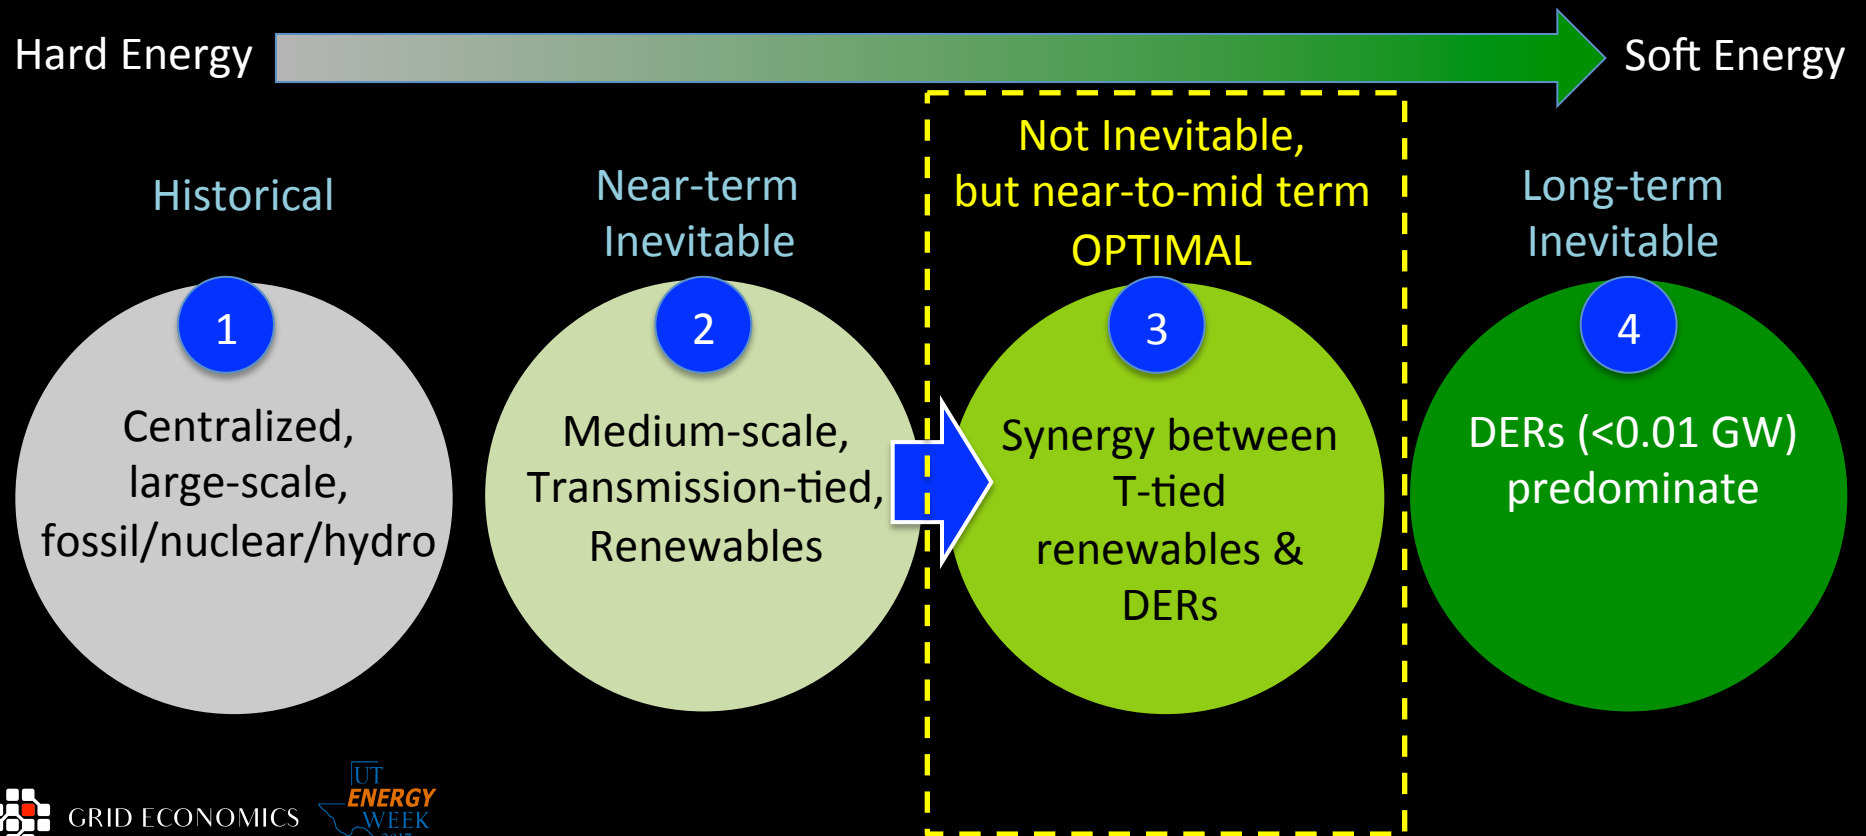 Hard Energy
Soft Energy
Historical
Near-term
Inevitable
Not Inevitable,
but near-to-mid term
OPTIMAL
Long-term
Inevitable
1
Centralized,
large-scale,
fossil/nuclear/hydro
2
Medium-scale,
Transmission-tied,
Renewables
3
Synergy between
T-tied
renewables &
DERs
4
DERs (<0.01 GW)
predominate
GRID ECONOMICS
UT
ENERGY
WEEK
2017